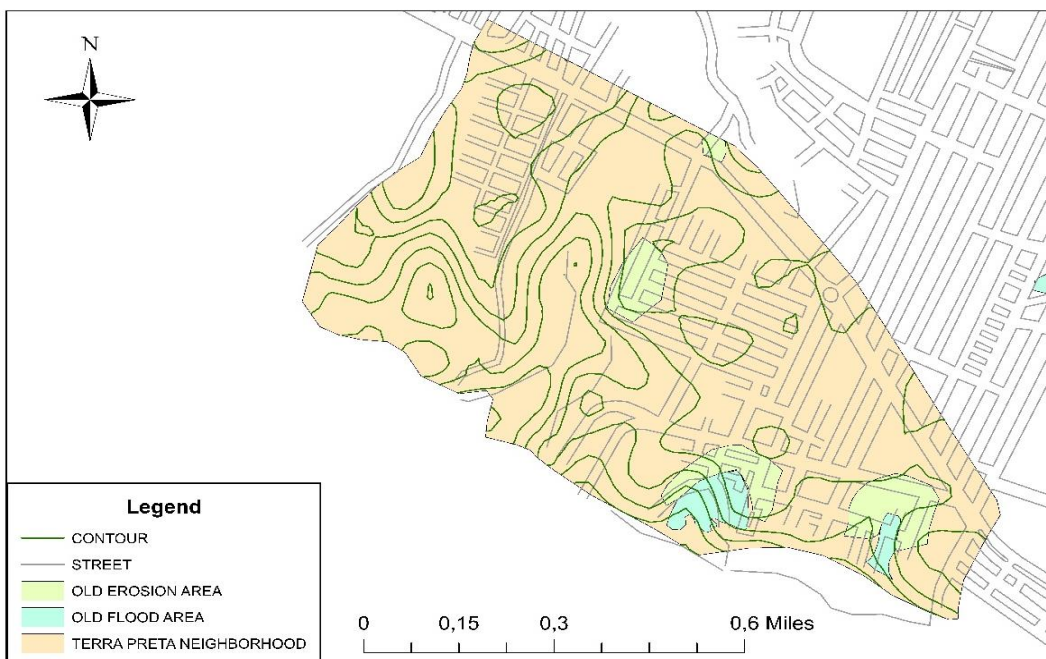 N
Legend
CONTOUR
STREET
OLD EROSION AREA
OLD FLOOD AREA
TERRA PRETA NEIGHBORHOOD
0 0,15 0,3 0,6 Miles